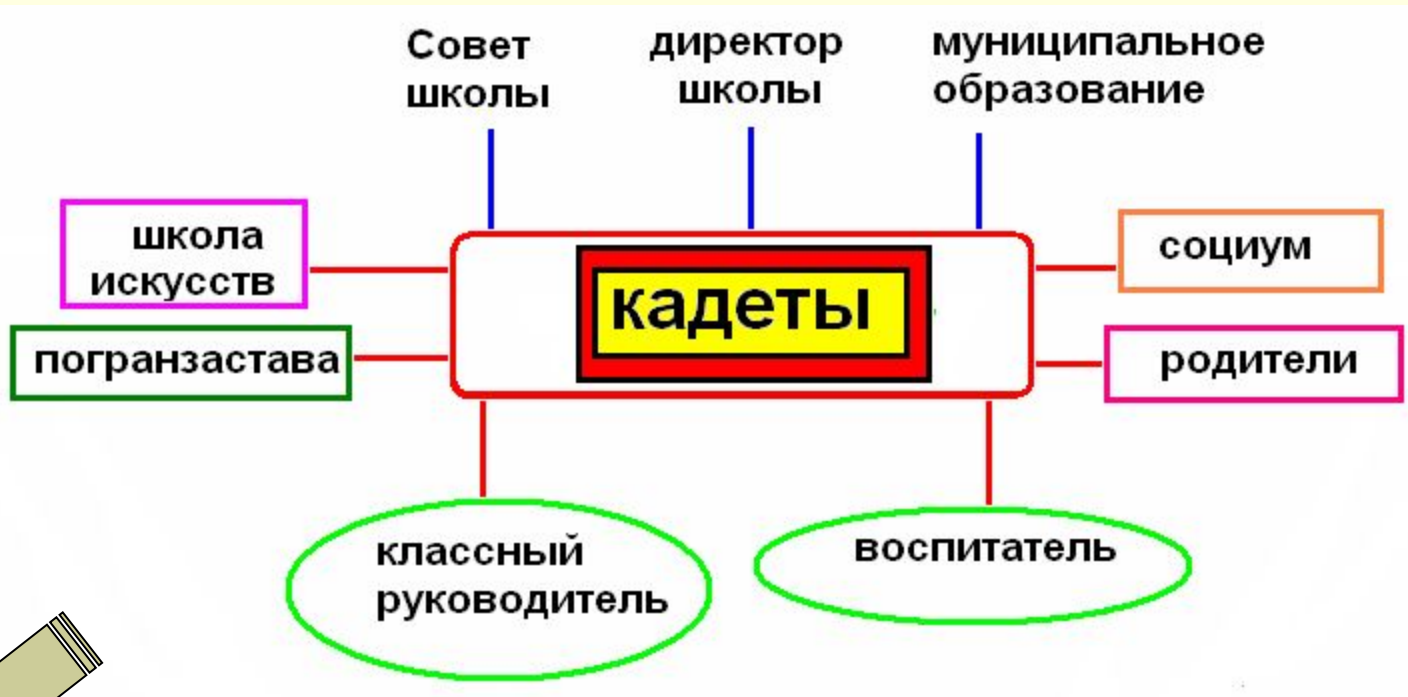 Совет
школы
директор
школы
муниципальное
образование
школа
искусств
погранзастава
кадеты
социум
родители
классный
руководитель
воспитатель